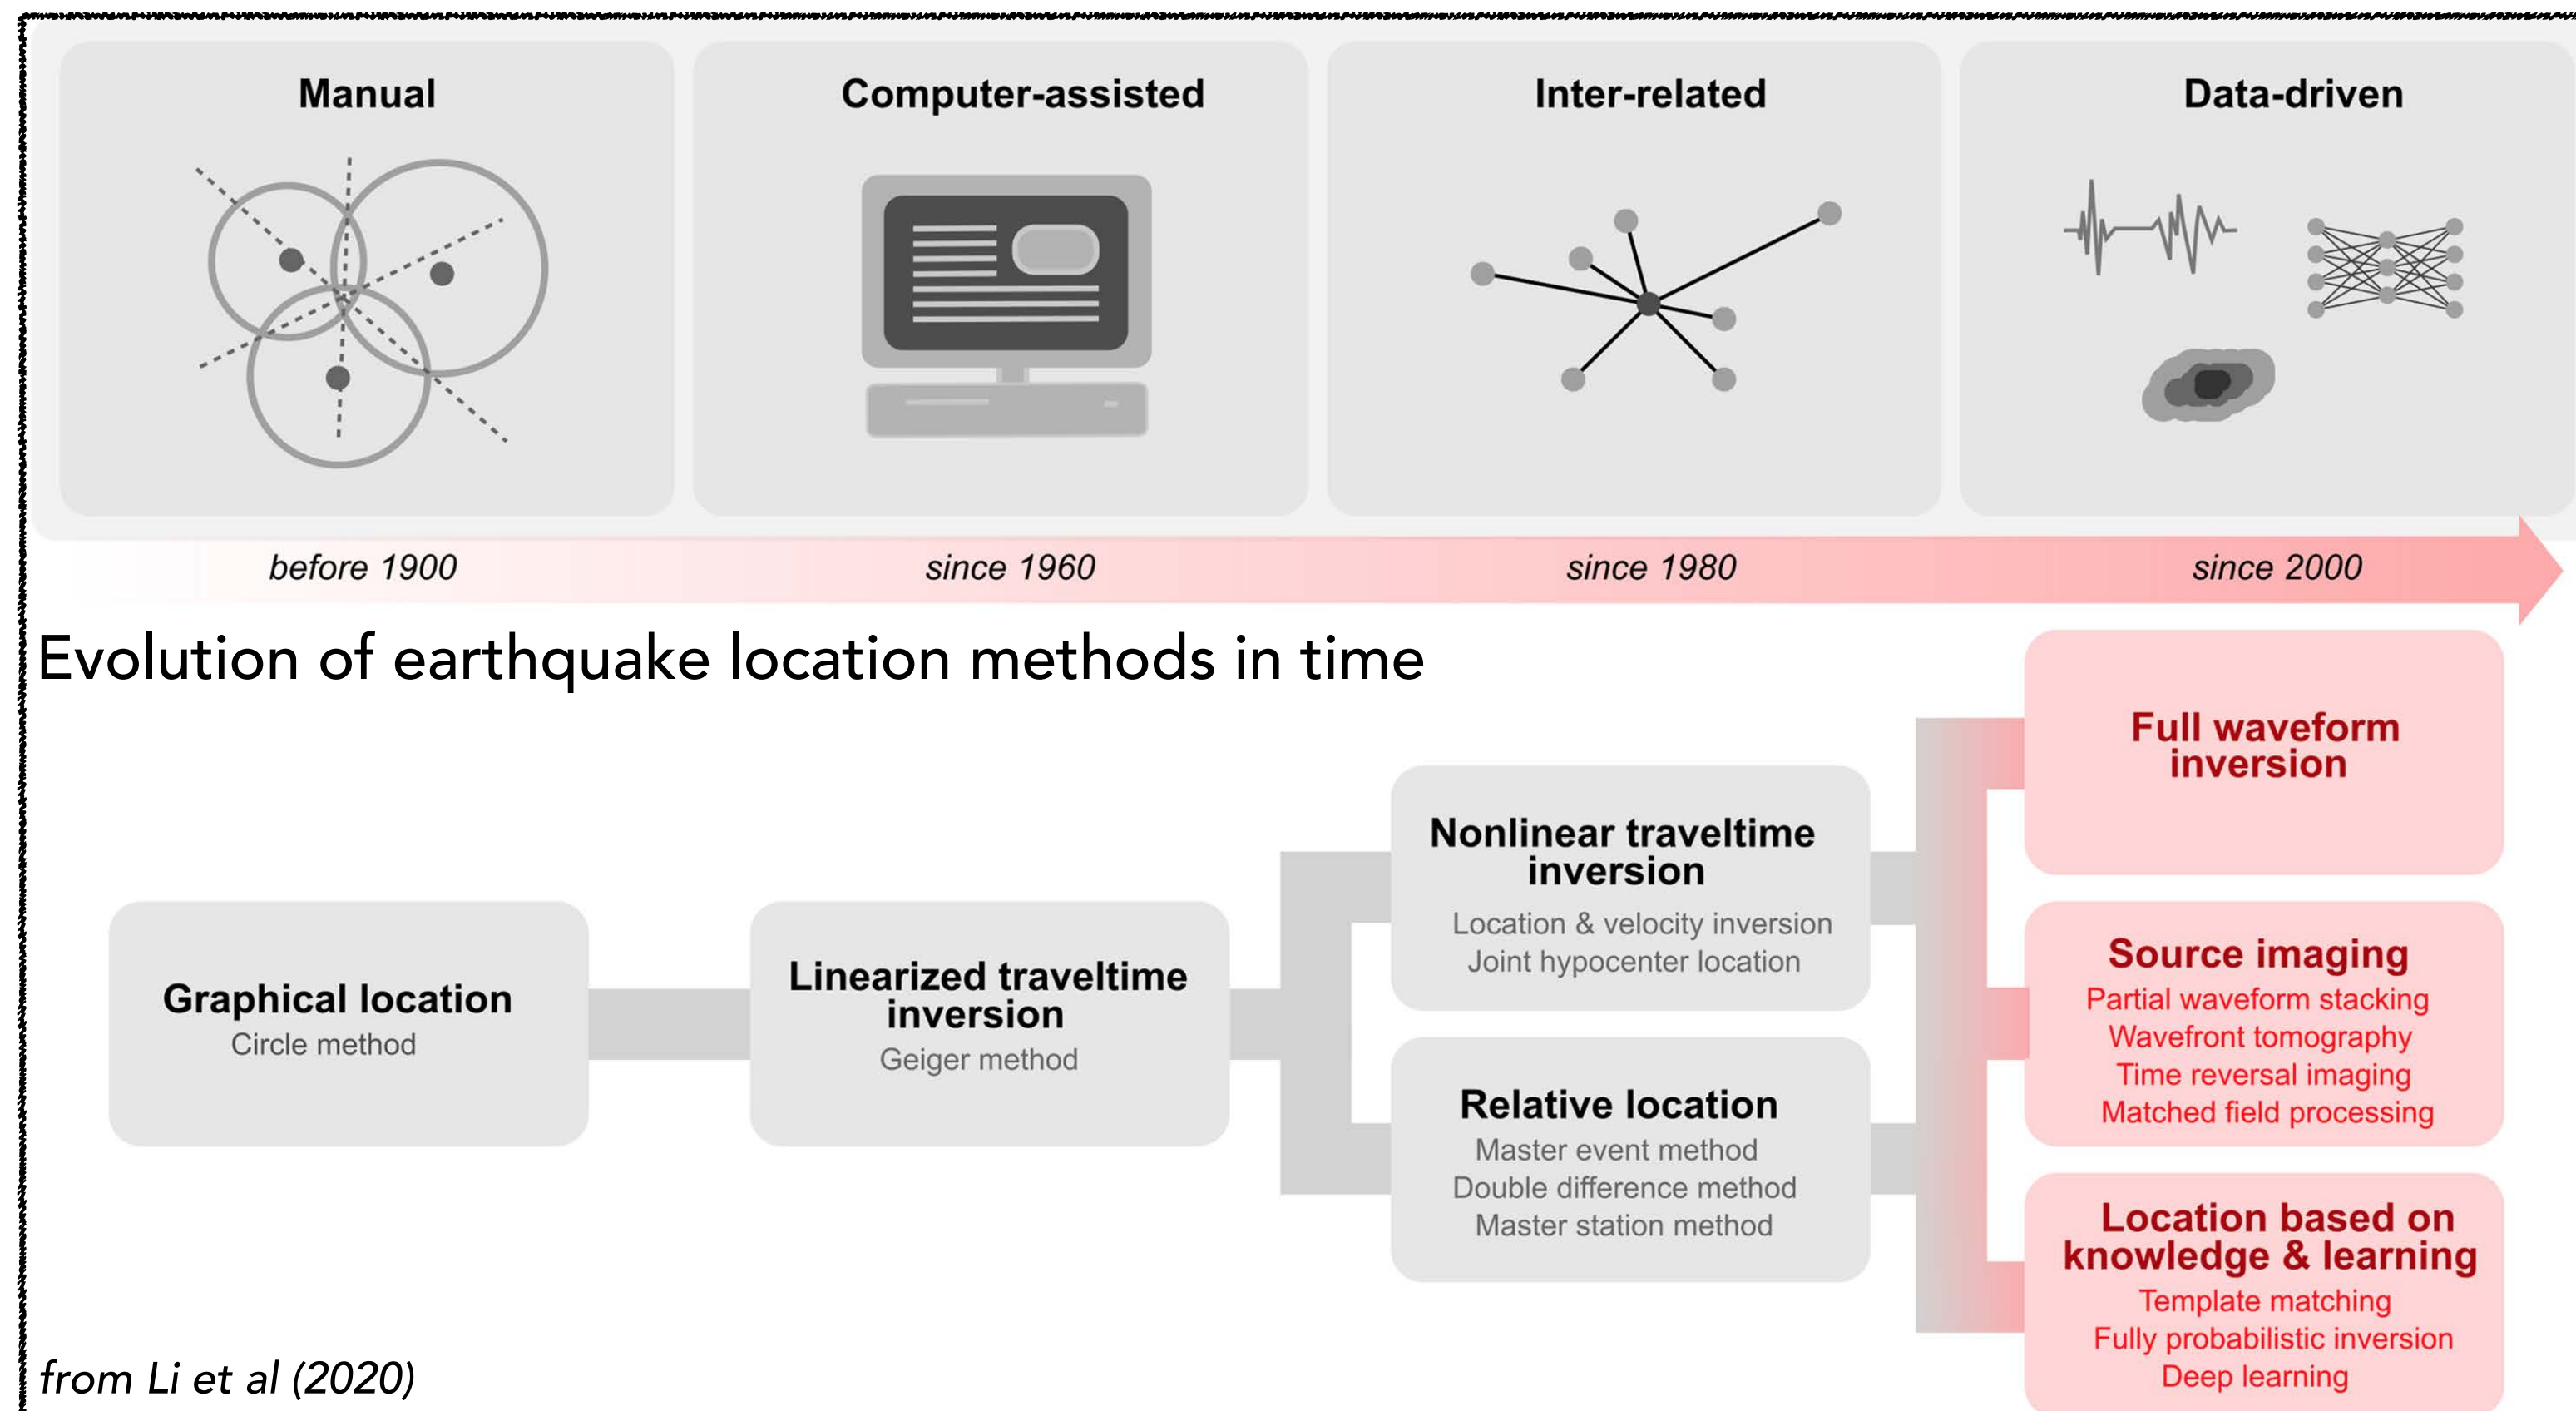 Manual
Computer-assisted
Inter-related
Data-driven
before 1900
since 1960
since 1980
since 2000
Evolution of earthquake location methods in time
Graphical location
Circle method
Linearized traveltime
inversion
Geiger method
Nonlinear traveltime
inversion
Location & velocity inversion
Joint hypocenter location
Relative location
Master event method
Double difference method
Master station method
Full waveform
inversion
Source imaging
Partial waveform stacking
Wavefront tomography
Time reversal imaging
Matched field processing
Location based on
knowledge & learning
Template matching
Fully probabilistic inversion
Deep learning
from Li et al (2020)